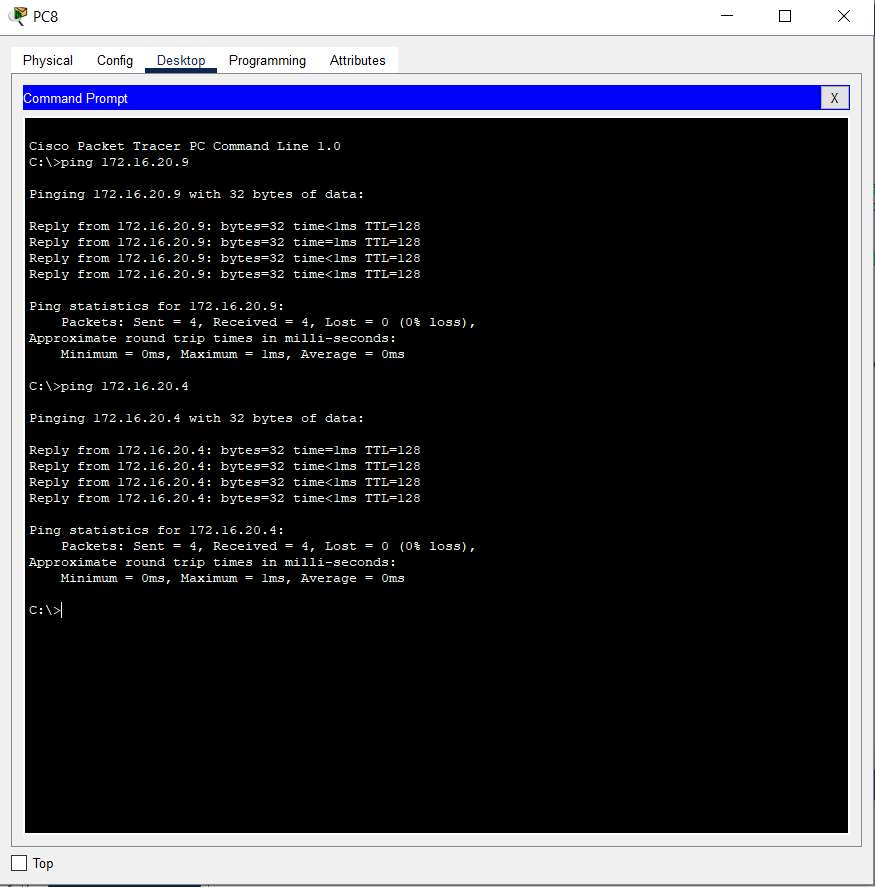 PC8
Physical Config Desktop Programming Attributes
Command Prompt X
Cisco Packet Tracer PC Command Line 1.0
C:\>ping 172.16.20.9
Pinging 172.16.20.9 with 32 bytes of data:
Reply from 172.16.20.9: bytes=32 time<1ms TTL=128
Reply from 172.16.20.9: bytes=32 time=1ms TTL=128
Reply from 172.16.20.9: bytes=32 time<1ms TTL=128
Reply from 172.16.20.9: bytes=32 time<1ms TTL=128
Ping statistics for 172.16.20.9:
Packets: Sent = 4, Received = 4, Lost = 0 (0% loss),
Approximate round trip times in milli-seconds:
Minimum = 0ms, Maximum = 1ms, Average = 0ms
C:\>ping 172.16.20.4
Pinging 172.16.20.4 with 32 bytes of data:
Reply from 172.16.20.4: bytes=32 time=1ms TTL=128
Reply from 172.16.20.4: bytes=32 time<1ms TTL=128
Reply from 172.16.20.4: bytes=32 time<1ms TTL=128
Reply from 172.16.20.4: bytes=32 time<1ms TTL=128
Ping statistics for 172.16.20.4:
Packets: Sent = 4, Received = 4, Lost = 0 (0% loss),
Approximate round trip times in milli-seconds:
Minimum = 0ms, Maximum = 1ms, Average = 0ms
C:\>
Top